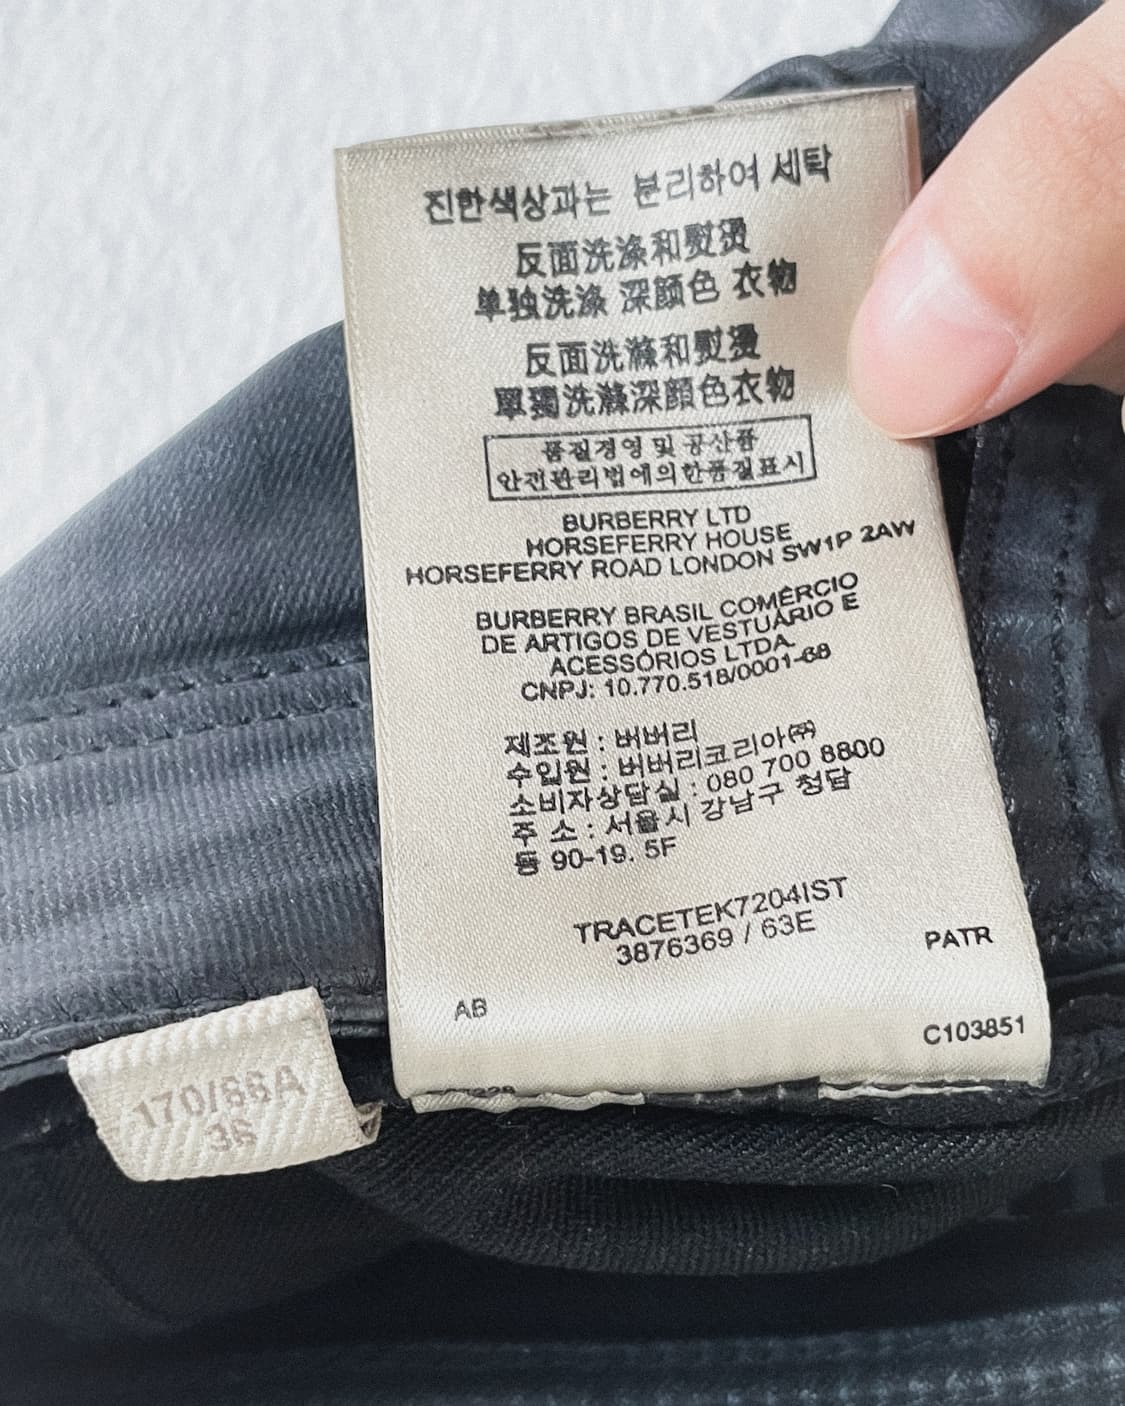 진한색상과는 분리하여 세탁
反面洗涤和熨烫
单独洗涤 深颜色 衣物
反面洗滌和熨燙
單獨洗滌深顏色衣物
품질경영 및 공산품
안전관리법에의한품질표시
BURBERRY LTD
HORSEFERRY HOUSE
HORSEFERRY ROAD LONDON SW1P 2AW
BURBERRY BRASIL COMÉRCIO
DE ARTIGOS DE VESTUÁRIO E
ACESSÓRIOS LTDA.
CNPJ: 10.770.518/0001-68
제조원 : 버버리
수입원 : 버버리코리아㈜
소비자상담실 : 080 700 8800
주 소 : 서울시 강남구 청담
동 90-19. 5F
TRACETEK7204IST
3876369 / 63E
PATR
AB
C103851
170/66A
36